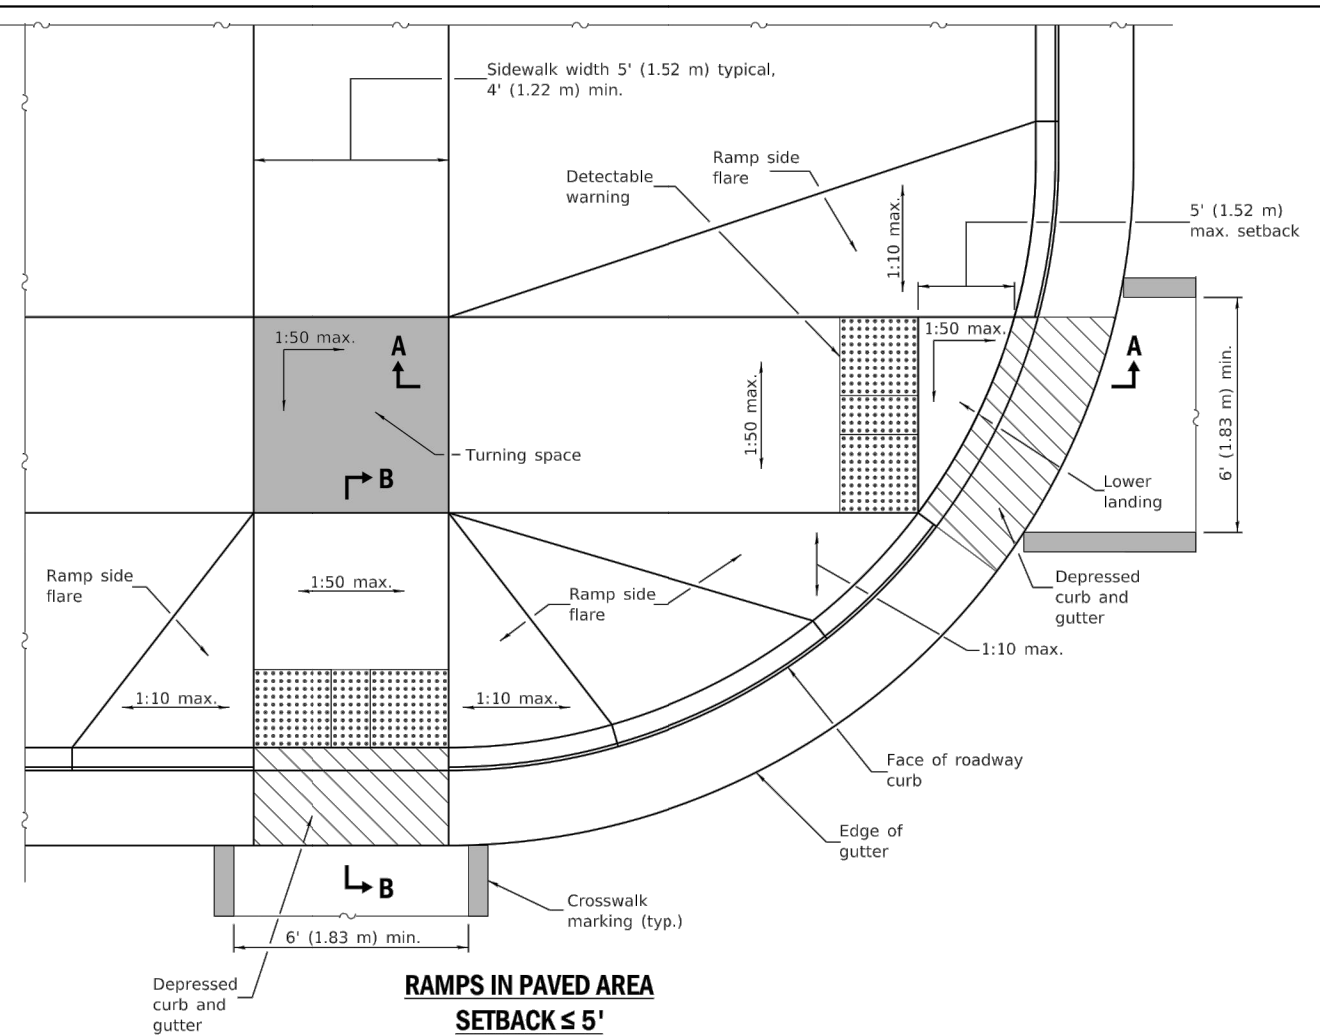 Sidewalk width 5' (1.52 m) typical,
4' (1.22 m) min.
Ramp side
flare
Detectable
warning
1:10 max.
5' (1.52 m)
max. setback
1:50 max.
A
1:50 max.
A
1:50 max.
6' (1.83 m) min.
Turning space
B
Lower
landing
Ramp side
flare
1:50 max.
Ramp side
flare
Depressed
curb and
gutter
1:10 max.
1:10 max.
1:10 max.
Face of roadway
curb
Edge of
gutter
B
Crosswalk
marking (typ.)
6' (1.83 m) min.
Depressed
curb and
gutter
RAMPS IN PAVED AREA
SETBACK ≤ 5'